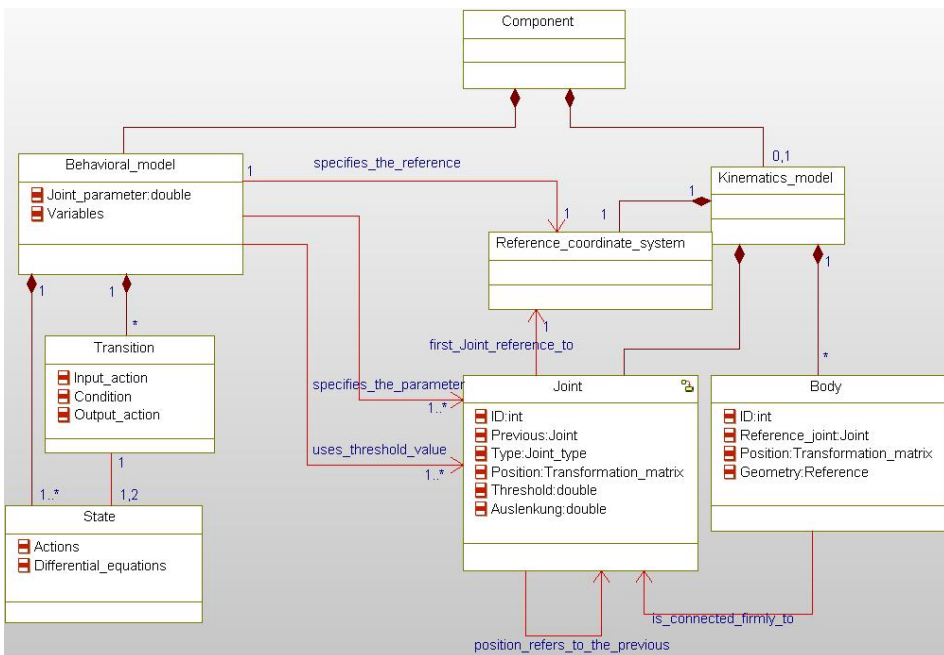 Component
Behavioral_model
Joint_parameter:double
Variables
1
specifies_the_reference
1
0,1
Kinematics_model
1
1
Reference_coordinate_system
1
1
*
1
*
Transition
Input_action
Condition
Output_action
1
1,2
1..*
State
Actions
Differential_equations
1
first_Joint_reference_to
specifies_the_parameter
1..*
uses_threshold_value
1..*
Joint
ID:int
Previous:Joint
Type:Joint_type
Position:Transformation_matrix
Threshold:double
Auslenkung:double
Body
ID:int
Reference_joint:Joint
Position:Transformation_matrix
Geometry:Reference
is_connected_firmly_to
position_refers_to_the_previous